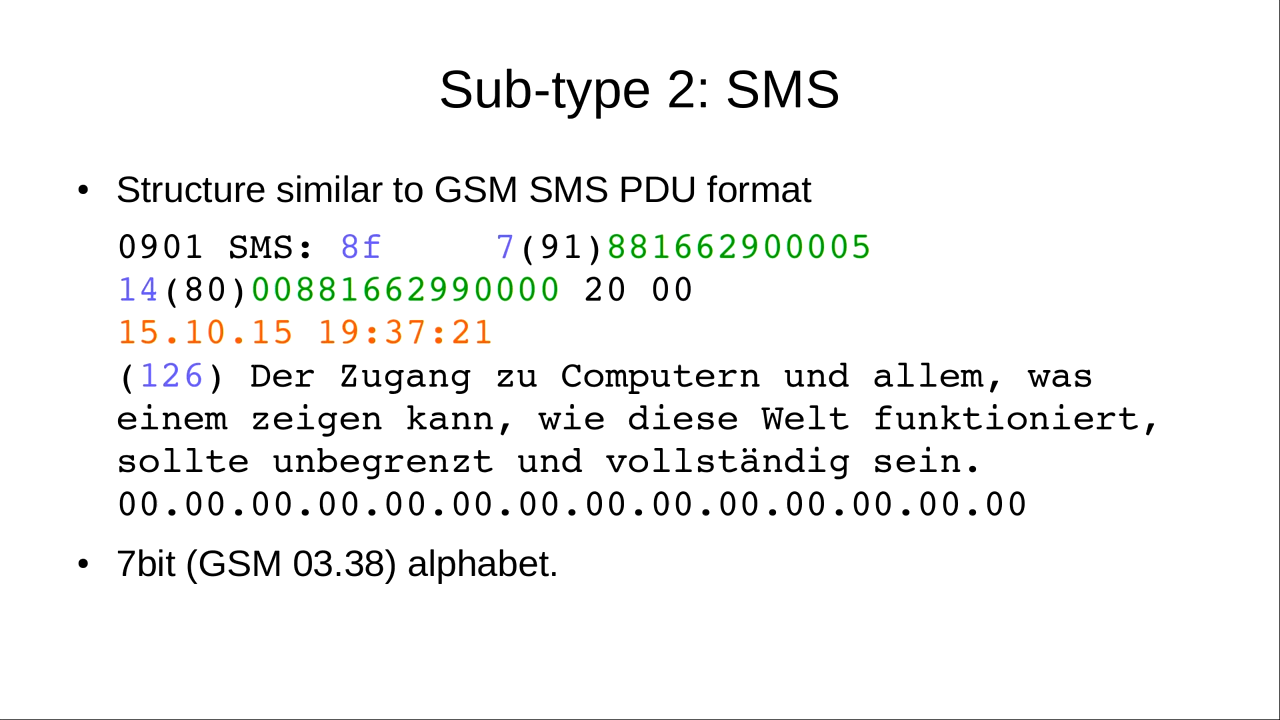 Sub-type 2: SMS
• Structure similar to GSM SMS PDU format
0901 SMS: 8f     7(91)881662900005
14(80)00881662990000 20 00
15.10.15 19:37:21
(126) Der Zugang zu Computern und allem, was
einem zeigen kann, wie diese Welt funktioniert,
sollte unbegrenzt und vollständig sein.
00.00.00.00.00.00.00.00.00.00.00.00.00.00
• 7bit (GSM 03.38) alphabet.